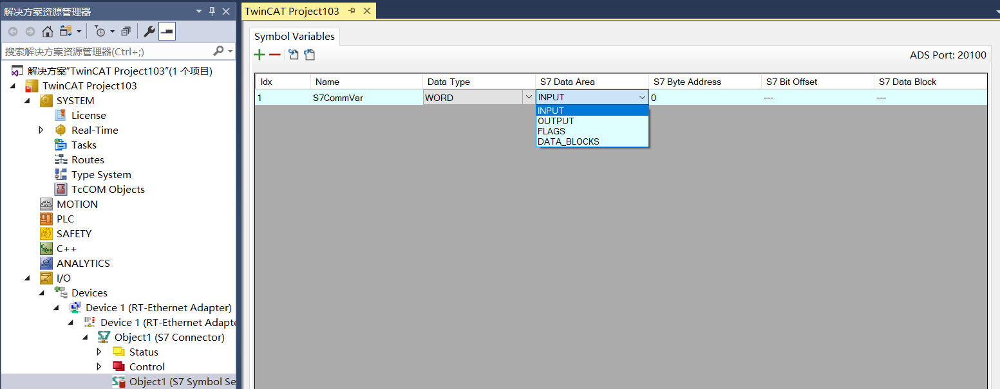 解决方案资源管理器
搜索解决方案资源管理器(Ctrl+;)
解决方案"TwinCAT Project103"(1 个项目)
TwinCAT Project103
SYSTEM
License
Real-Time
Tasks
Routes
Type System
TcCOM Objects
MOTION
PLC
SAFETY
C++
ANALYTICS
I/O
Devices
Device 1 (RT-Ethernet Adapter)
Device 1 (RT-Ethernet Adapte
Object1 (S7 Connector)
Status
Control
Object1 (S7 Symbol Se
TwinCAT Project103
Symbol Variables
ADS Port: 20100
Idx Name Data Type S7 Data Area S7 Byte Address S7 Bit Offset S7 Data Block
1 S7CommVar WORD INPUT 0 --- ---
INPUT
OUTPUT
FLAGS
DATA_BLOCKS